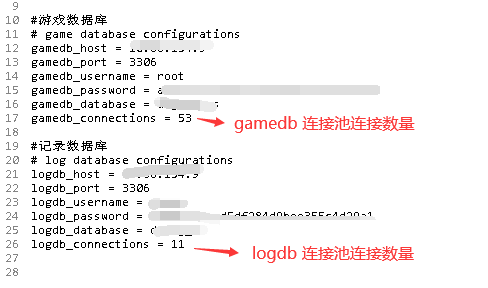 9
10
11 #游戏数据库
12 # game database configurations
12 gamedb_host =
13 gamedb_port = 3306
14 gamedb_username = root
15 gamedb_password =
16 gamedb_database =
17 gamedb_connections = 53 gamedb 连接池连接数量
18
19 #记录数据库
20 # log database configurations
21 logdb_host =
22 logdb_port = 3306
23 logdb_username =
24 logdb_password =
25 logdb_database =
26 logdb_connections = 11 logdb 连接池连接数量
27
28